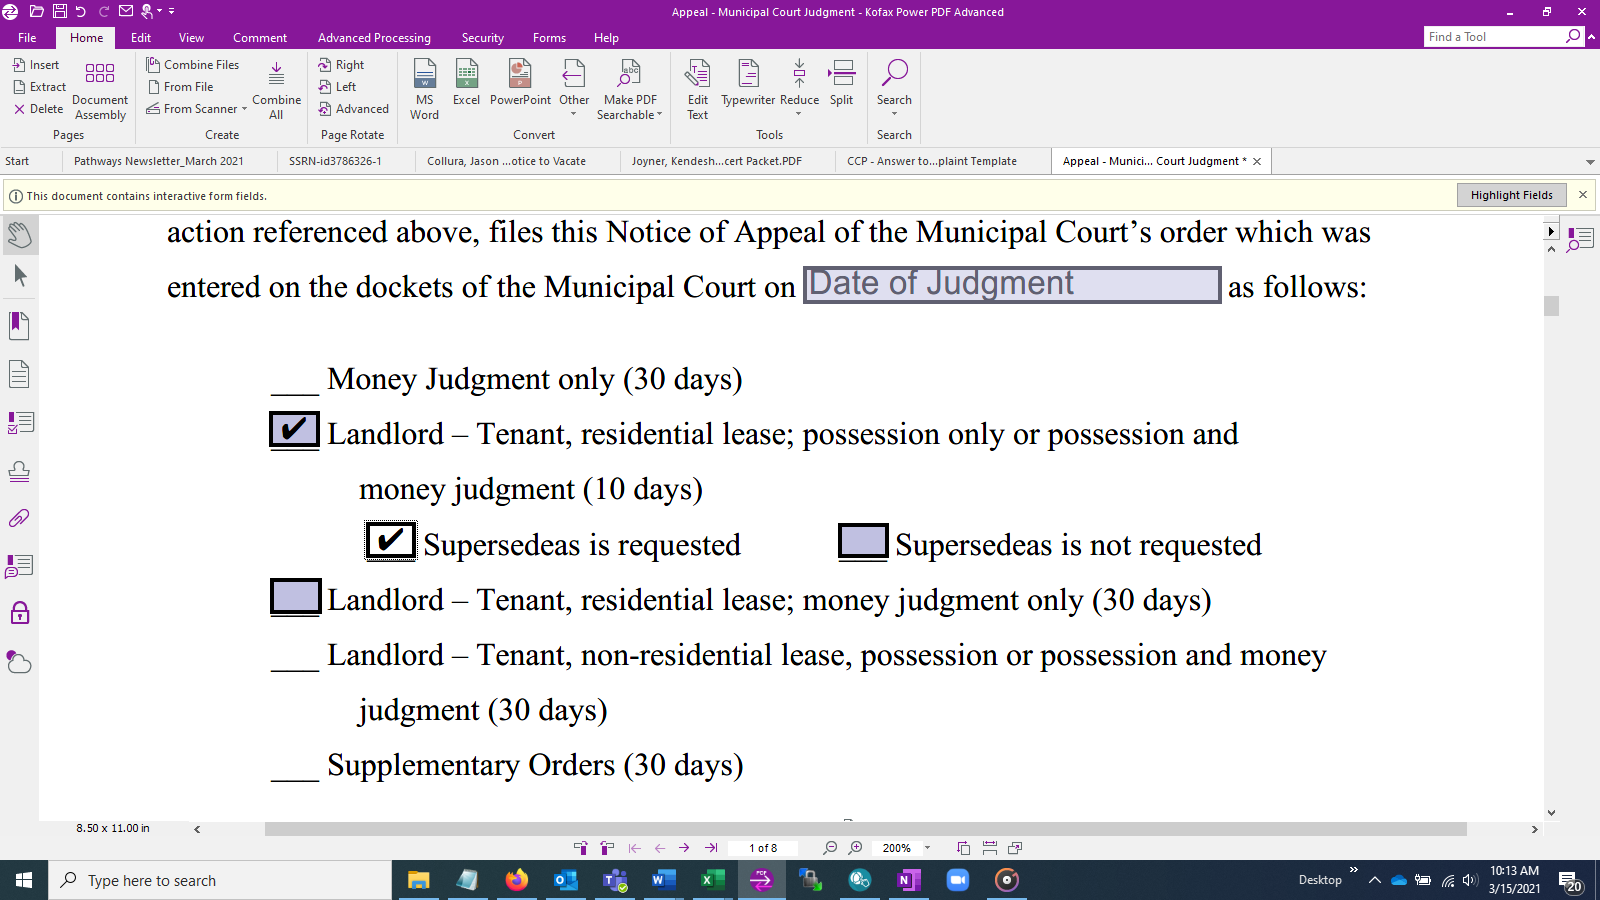 Appeal - Municipal Court Judgment - Kofax Power PDF Advanced
File Home Edit View Comment Advanced Processing Security Forms Help Find a Tool
Insert
Extract
Delete
Document Assembly
Pages
Combine Files
From File
From Scanner
Combine All
Create
Right
Left
Advanced
Page Rotate
MS Word
Excel
PowerPoint
Other
Make PDF Searchable
Convert
Edit Text
Typewriter
Reduce
Split
Tools
Search
Search
Start Pathways Newsletter_March 2021 SSRN-id3786326-1 Collura, Jason ...otice to Vacate Joyner, Kendesh...cert Packet.PDF CCP - Answer to...plaint Template Appeal - Munici... Court Judgment *
This document contains interactive form fields. Highlight Fields
action referenced above, files this Notice of Appeal of the Municipal Court’s order which was
entered on the dockets of the Municipal Court on Date of Judgment as follows:
___ Money Judgment only (30 days)
✔ Landlord – Tenant, residential lease; possession only or possession and
money judgment (10 days)
✔ Supersedeas is requested Supersedeas is not requested
Landlord – Tenant, residential lease; money judgment only (30 days)
___ Landlord – Tenant, non-residential lease, possession or possession and money
judgment (30 days)
___ Supplementary Orders (30 days)
8.50 x 11.00 in
1 of 8 200%
Type here to search
Desktop
10:13 AM
3/15/2021
20